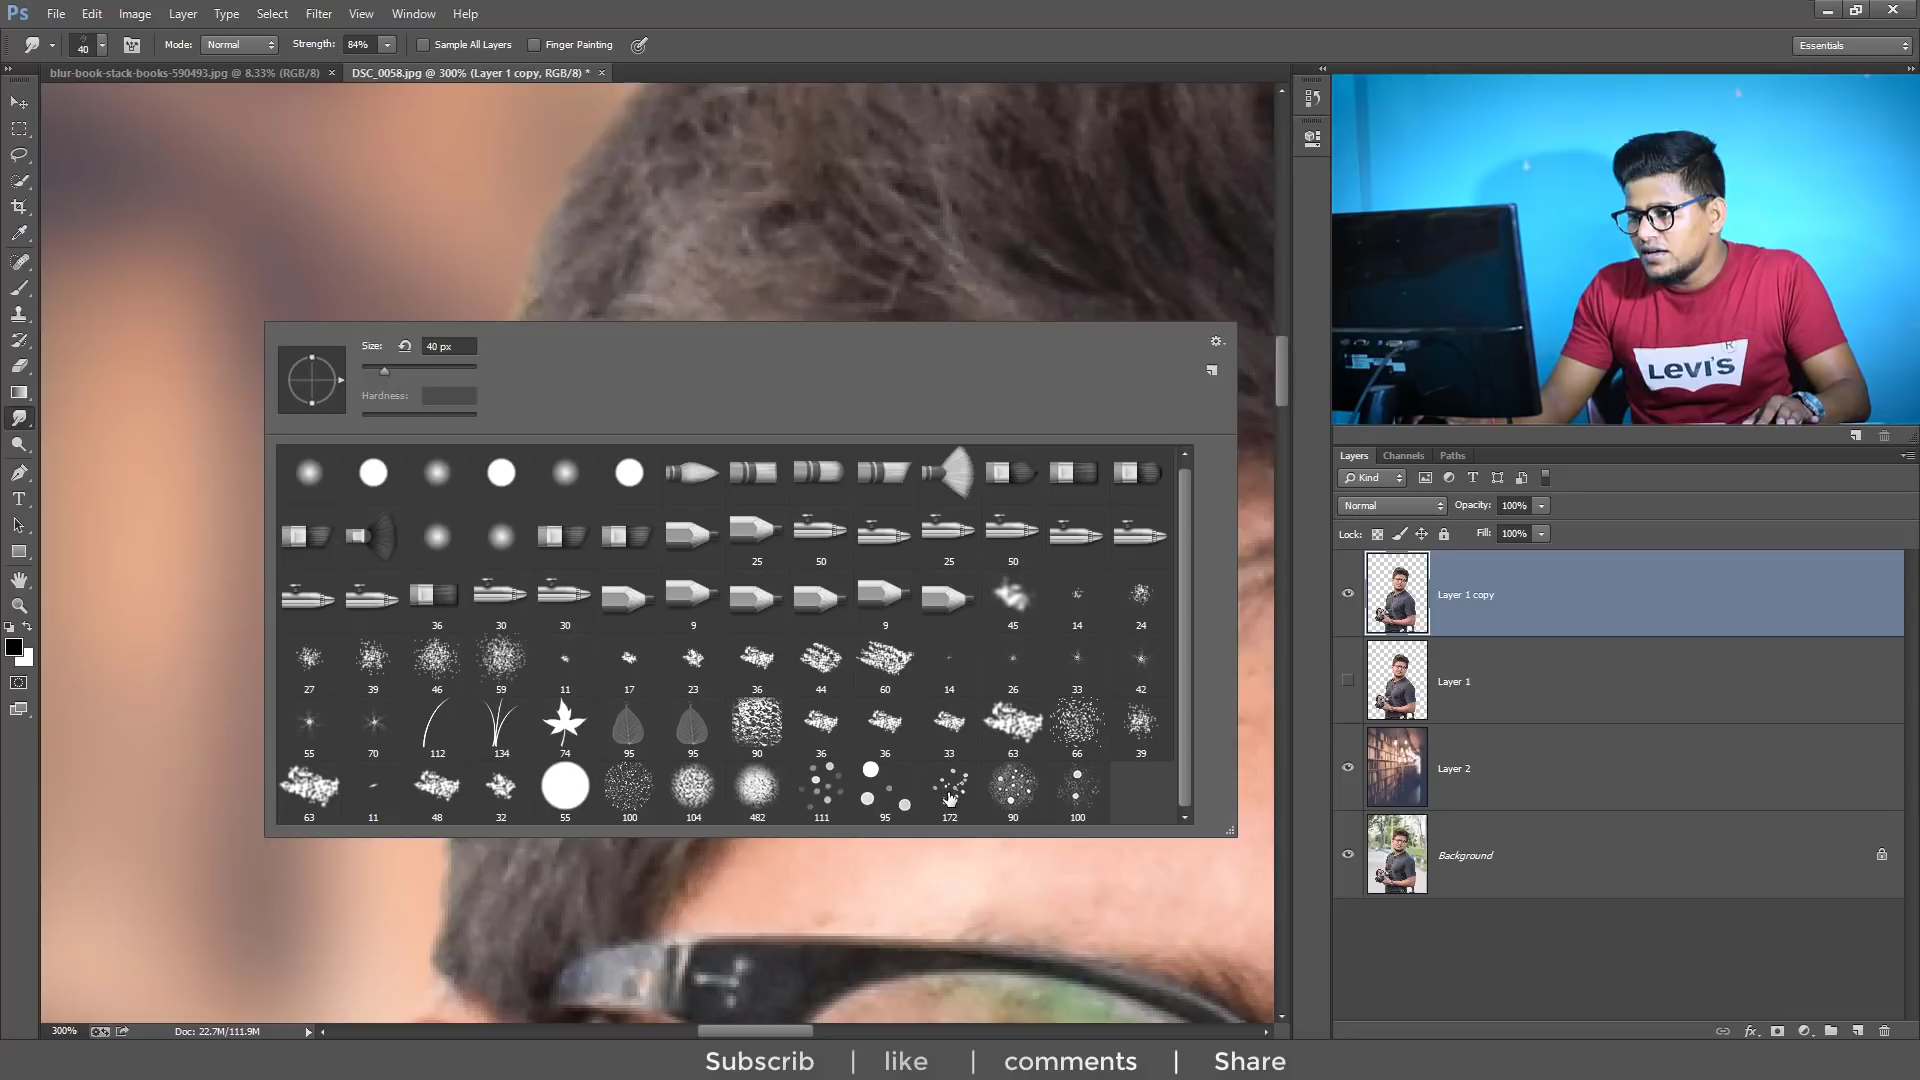 Ps File Edit Image Layer Type Select Filter 3D View Window Help
40 Mode: Normal Strength: 84% Sample All Layers Finger Painting Essentials
blur-book-stack-books-590493.jpg @ 8.33% (RGB/8) × DSC_0058.jpg @ 300% (Layer 1 copy, RGB/8) * ×
Size: 40 px
Hardness:
25 50 25 50
36 30 30 9 9 45 14 24
27 39 46 59 11 17 23 36 44 60 14 26 33 42
55 70 112 134 74 95 95 90 36 36 33 63 66 39
63 11 48 32 55 100 104 482 111 95 172 90 100
LEVI'S ®
Layers Channels Paths
Kind
Normal Opacity: 100%
Lock: Fill: 100%
Layer 1 copy
Layer 1
Layer 2
Background
300% Doc: 22.7M/111.9M
Subscrib | like | comments | Share